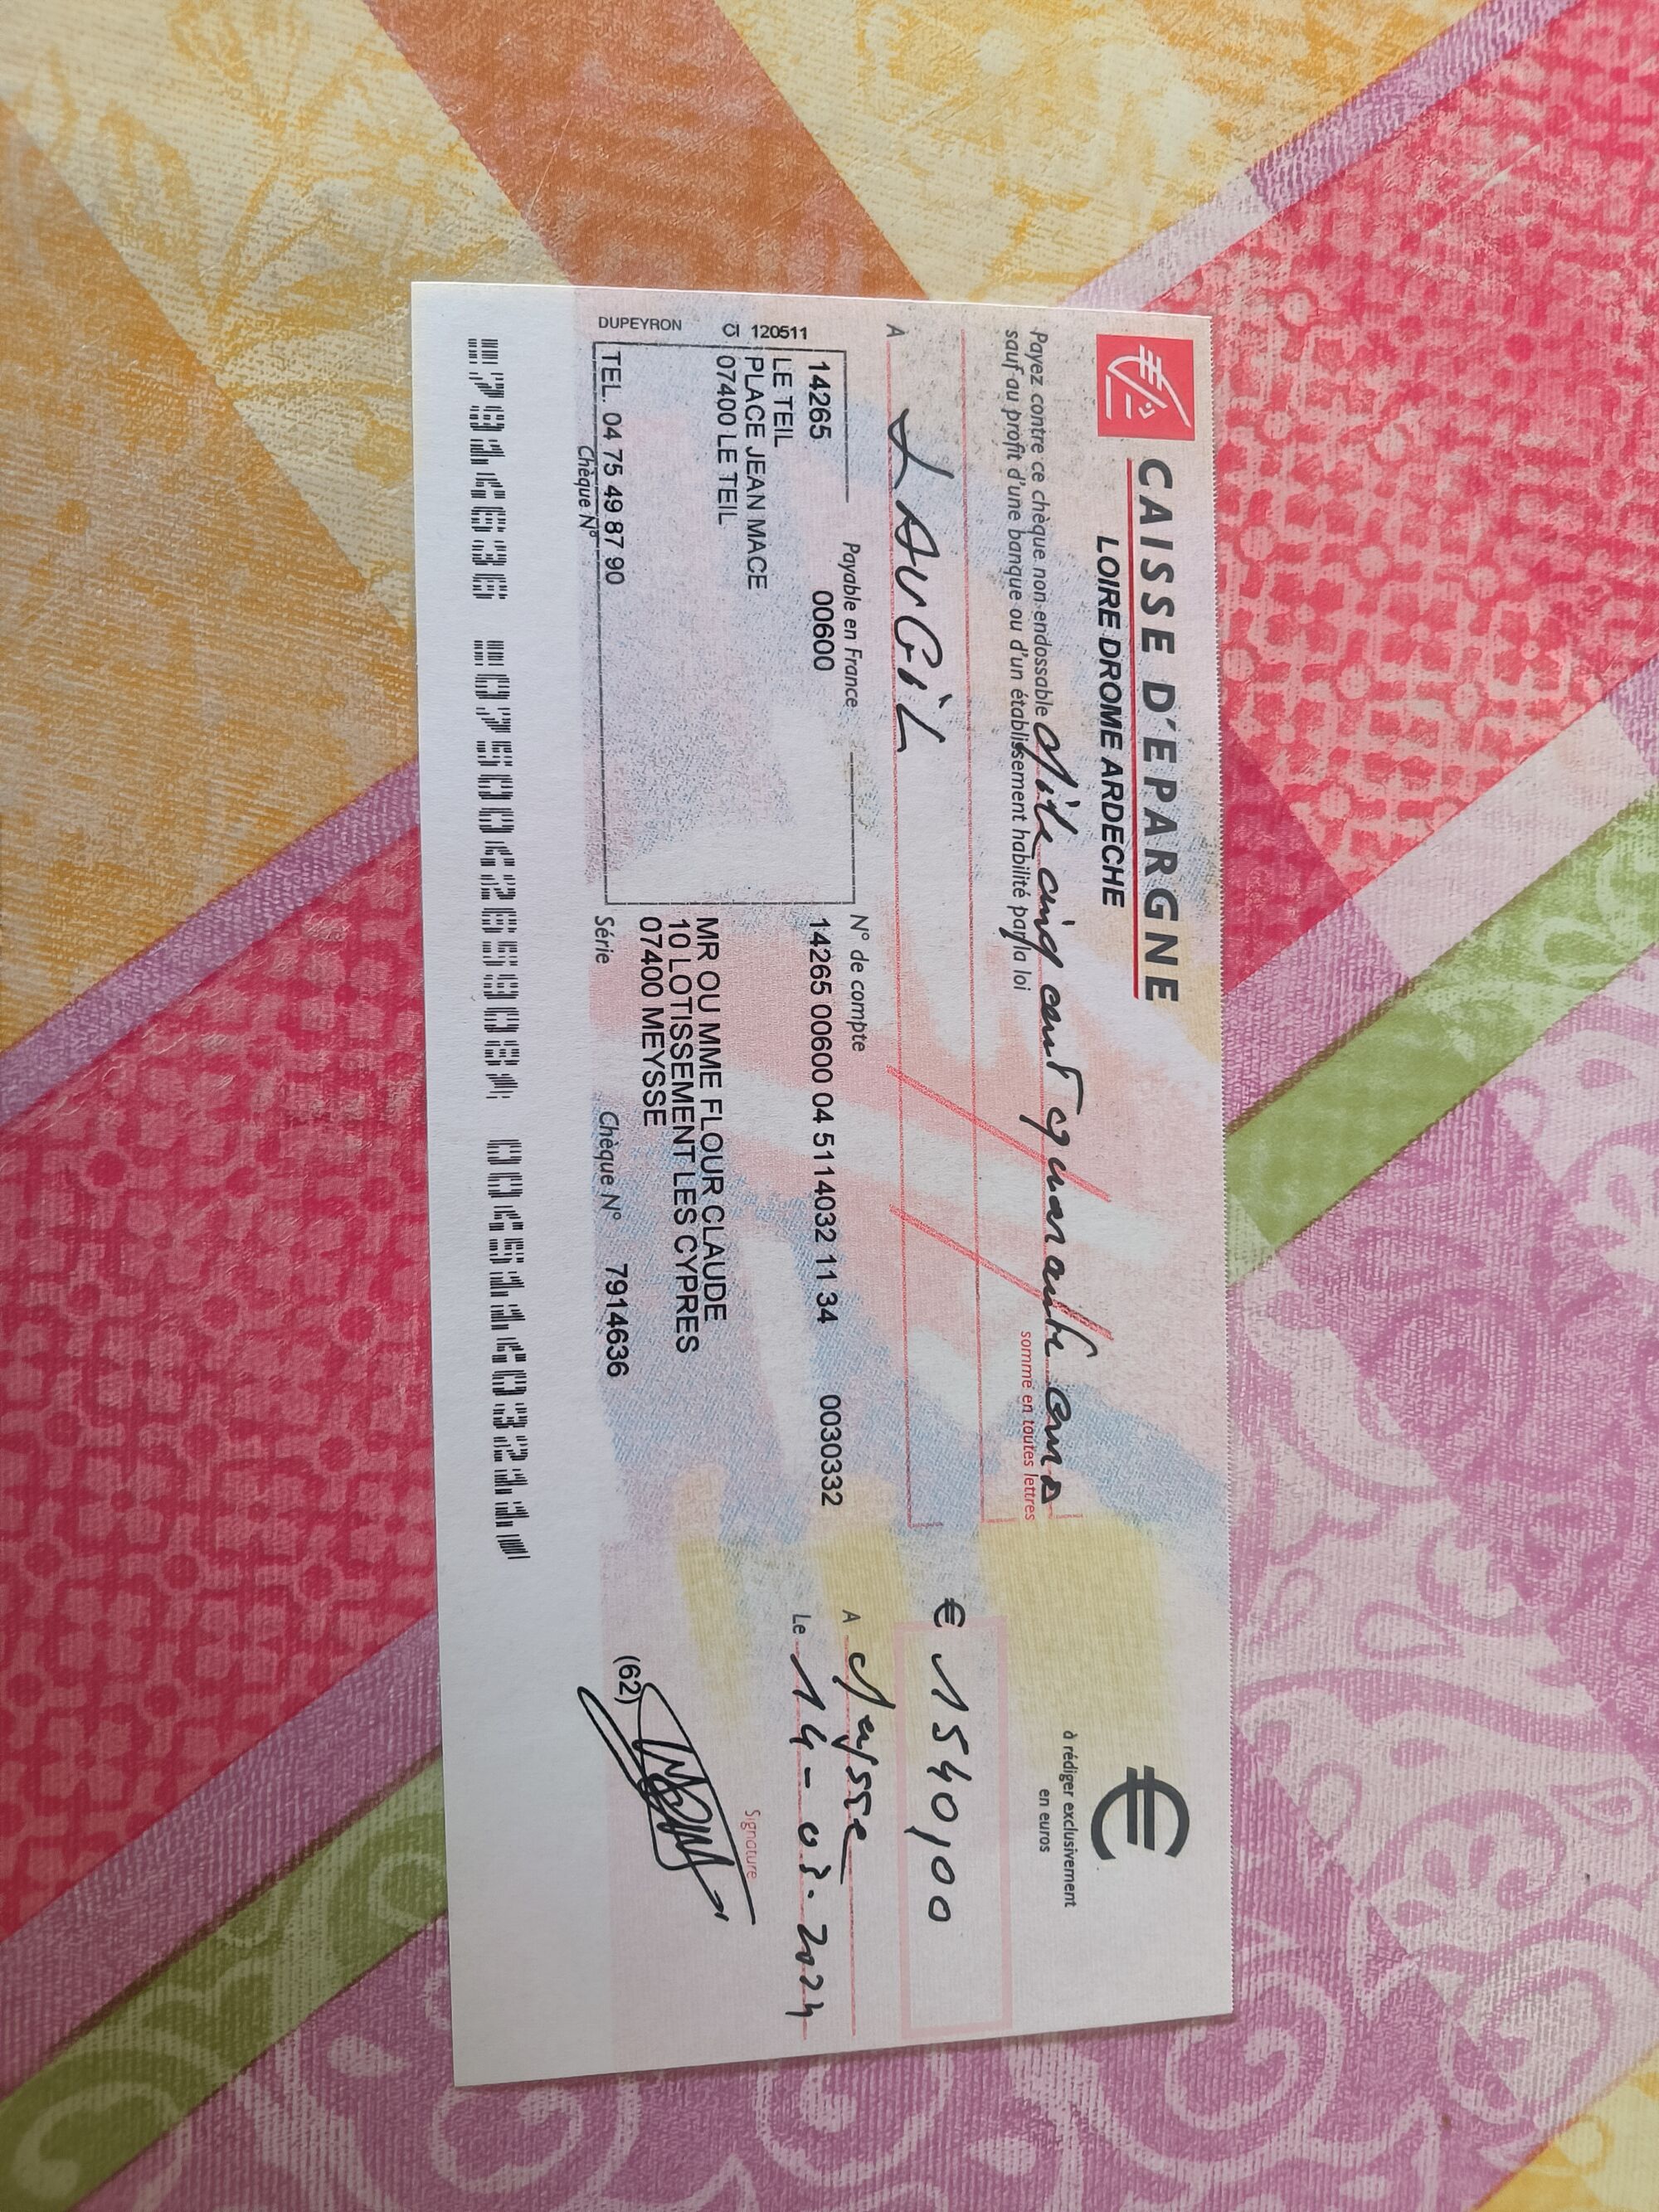 CAISSE D'EPARGNE
LOIRE DROME ARDECHE
€
à rédiger exclusivement
en euros
Payez contre ce chèque non endossable Mille cinq cent quarante euros
sauf au profit d'une banque ou d'un établissement habilité par la loi
somme en toutes lettres
€ 1540,00
A LAUGIL
Payable en France
N° de compte
A Meysse
14265 00600
14265 00600 04 5114032 11 34 0030332
Le 14-03.2024
LE TEIL
PLACE JEAN MACE
07400 LE TEIL
Signature
MR OU MME FLOUR CLAUDE
10 LOTISSEMENT LES CYPRES
07400 MEYSSE
TEL. 04 75 49 87 90
(62)
Chèque N°
Série
Chèque N° 7914636
DUPEYRON
CI 120511
7914636 075004265908 004511403211